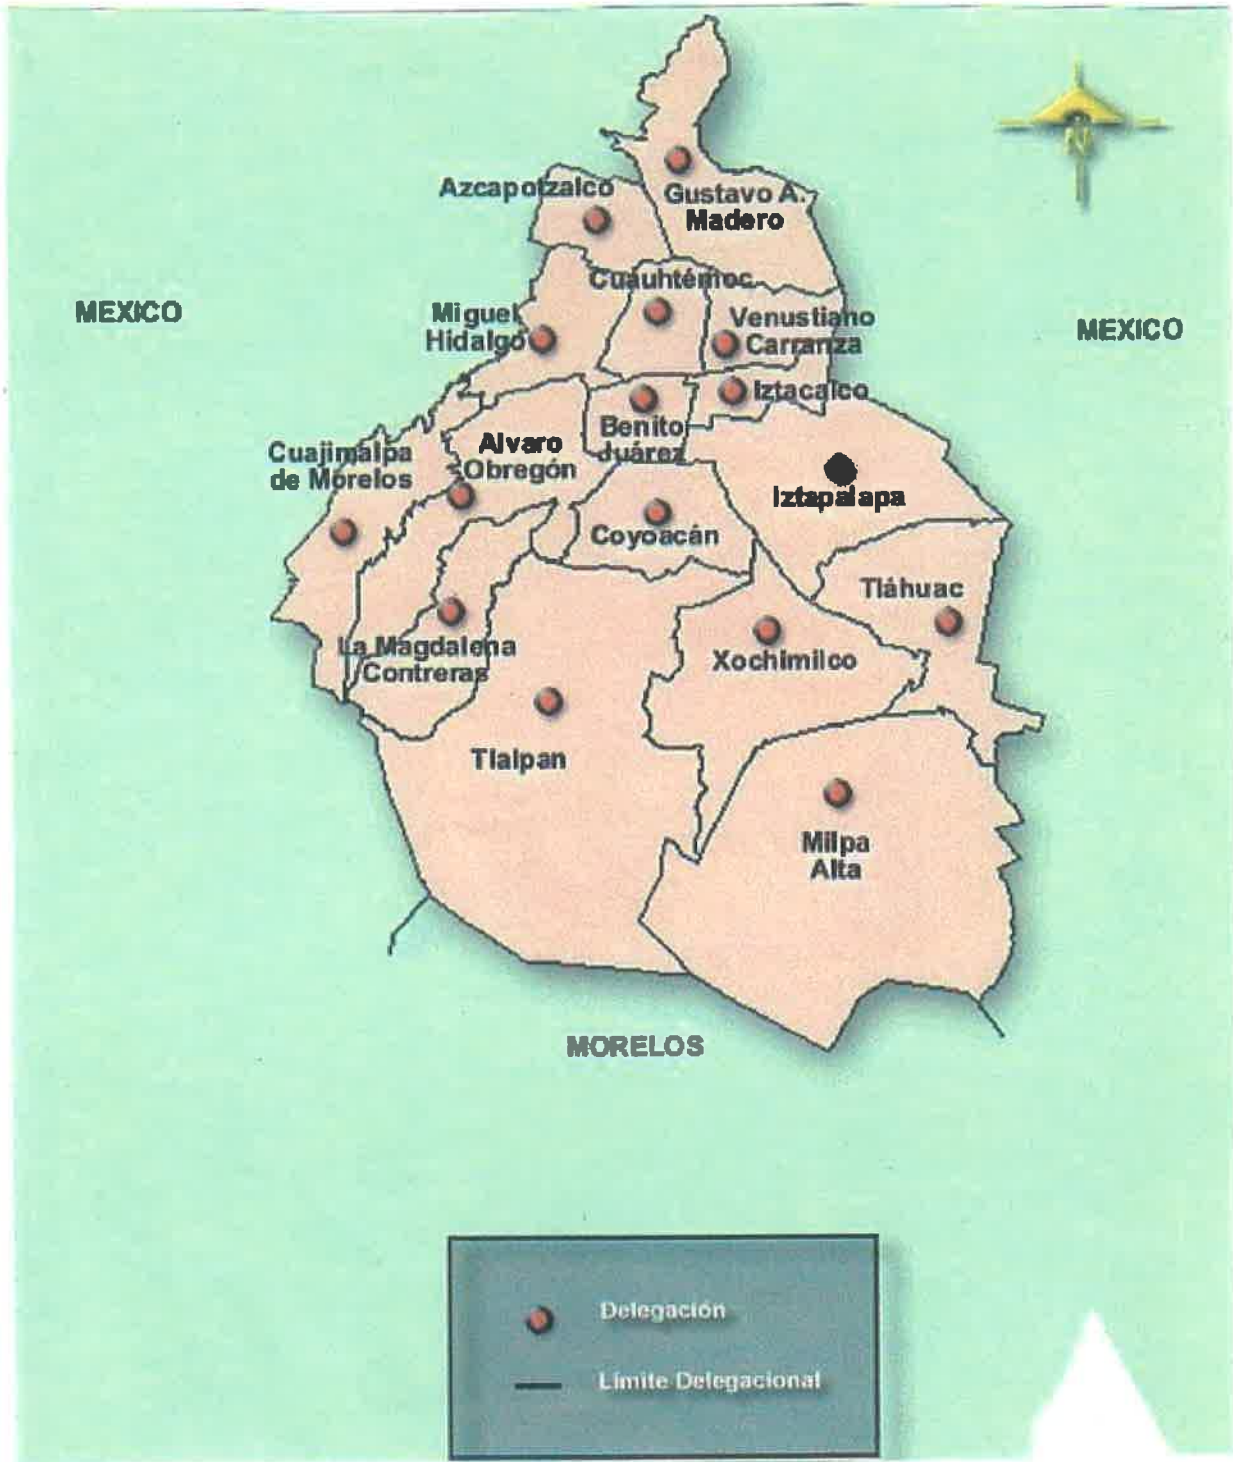 Azcapotzalco
Gustavo A.
Madero
Cuauhtémoc
MEXICO
Miguel
Hidalgo
Venustiano
Carranza
MEXICO
Iztacalco
Benito
Juárez
Alvaro
Obregón
Cuajimalpa
de Morelos
Iztapalapa
Coyoacán
Tláhuac
La Magdalena
Contreras
Xochimilco
Tlalpan
Milpa
Alta
MORELOS
N
Delegación
Límite Delegacional